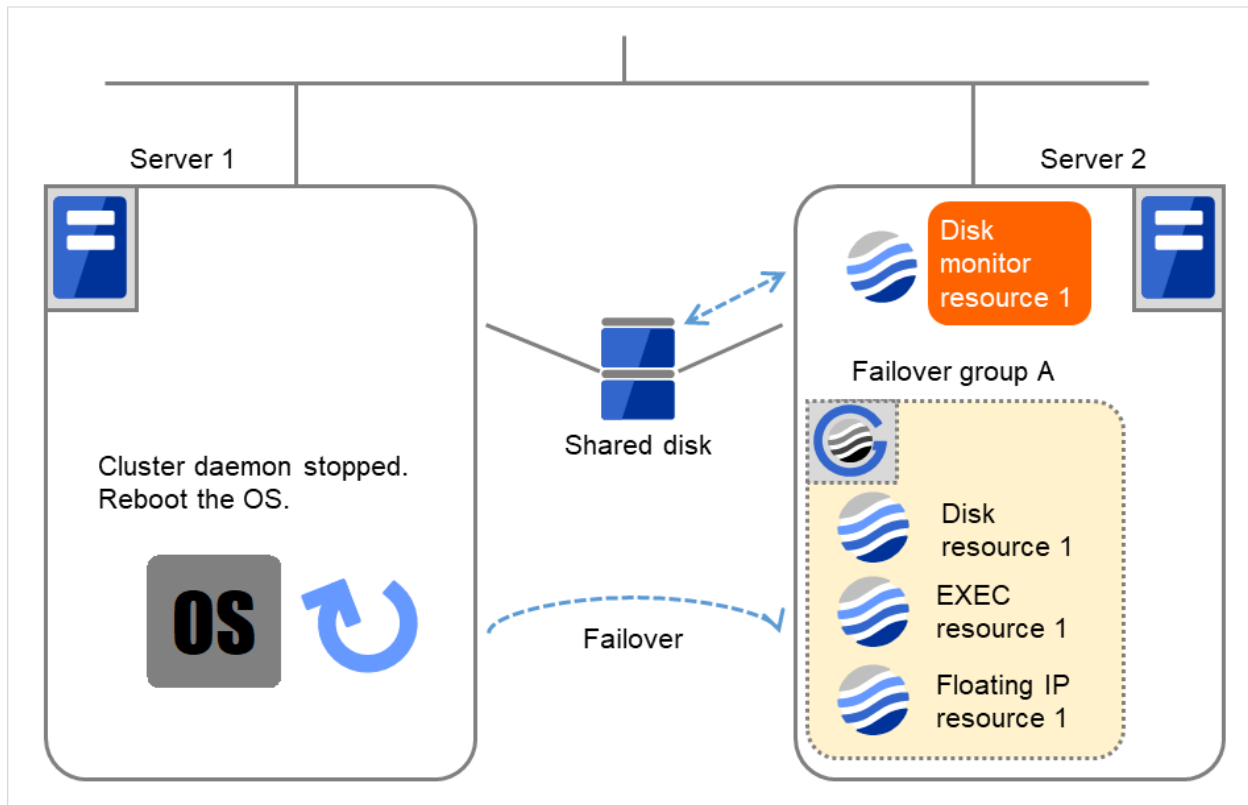 Server 1
Server 2
Disk
monitor
resource 1
Shared disk
Failover group A
Cluster daemon stopped.
Reboot the OS.
OS
Failover
Disk
resource 1
EXEC
resource 1
Floating IP
resource 1